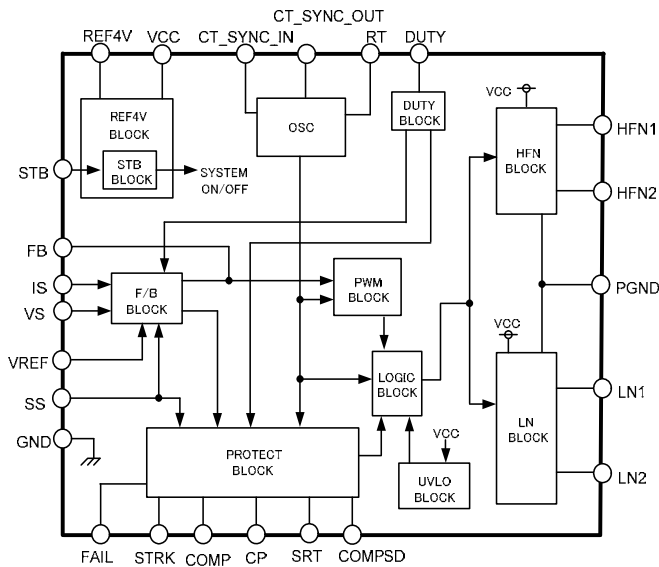 CT_SYNC_OUT
REF4V
VCC
CT_SYNC_IN
RT
DUTY
REF4V
BLOCK
STB
BLOCK
SYSTEM
ON/OFF
OSC
DUTY
BLOCK
VCC
HFN
BLOCK
HFN1
HFN2
STB
FB
IS
VS
VREF
SS
GND
F/B
BLOCK
PWM
BLOCK
LOGIC
BLOCK
PGND
VCC
LN
BLOCK
LN1
LN2
PROTECT
BLOCK
VCC
UVLO
BLOCK
FAIL
STRK
COMP
CP
SRT
COMPSD